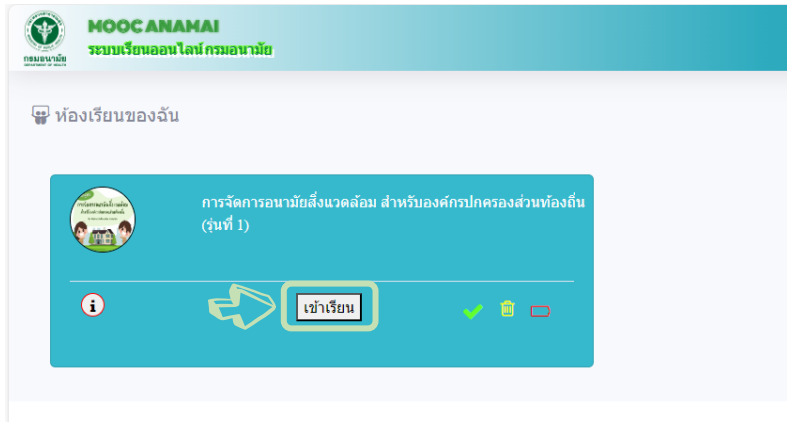 MOOC ANAMAI
ระบบเรียนออนไลน์ กรมอนามัย
กรมอนามัย
DEPARTMENT OF HEALTH
ห้องเรียนของฉัน
การจัดการอนามัยสิ่งแวดล้อม สำหรับองค์กรปกครองส่วนท้องถิ่น
(รุ่นที่ 1)
i
เข้าเรียน